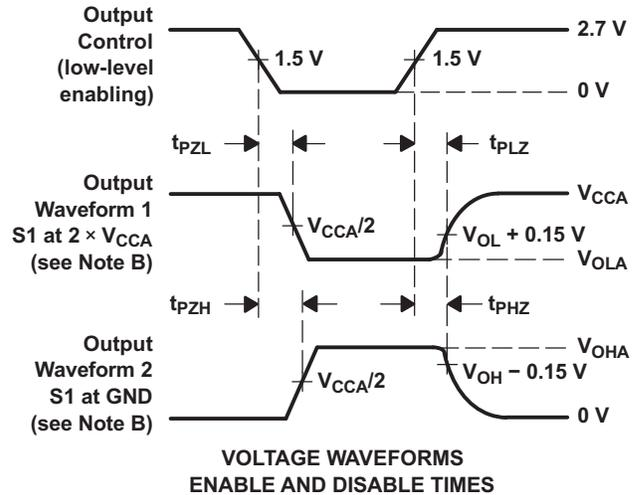 Output
Control
(low-level
enabling)
1.5 V
1.5 V
2.7 V
0 V
tPZL
tPLZ
Output
Waveform 1
S1 at 2 × VCCA
(see Note B)
VCCA/2
VCCA
VOL + 0.15 V
VOLA
tPZH
tPHZ
Output
Waveform 2
S1 at GND
(see Note B)
VCCA/2
VOHA
VOH − 0.15 V
0 V
VOLTAGE WAVEFORMS
ENABLE AND DISABLE TIMES